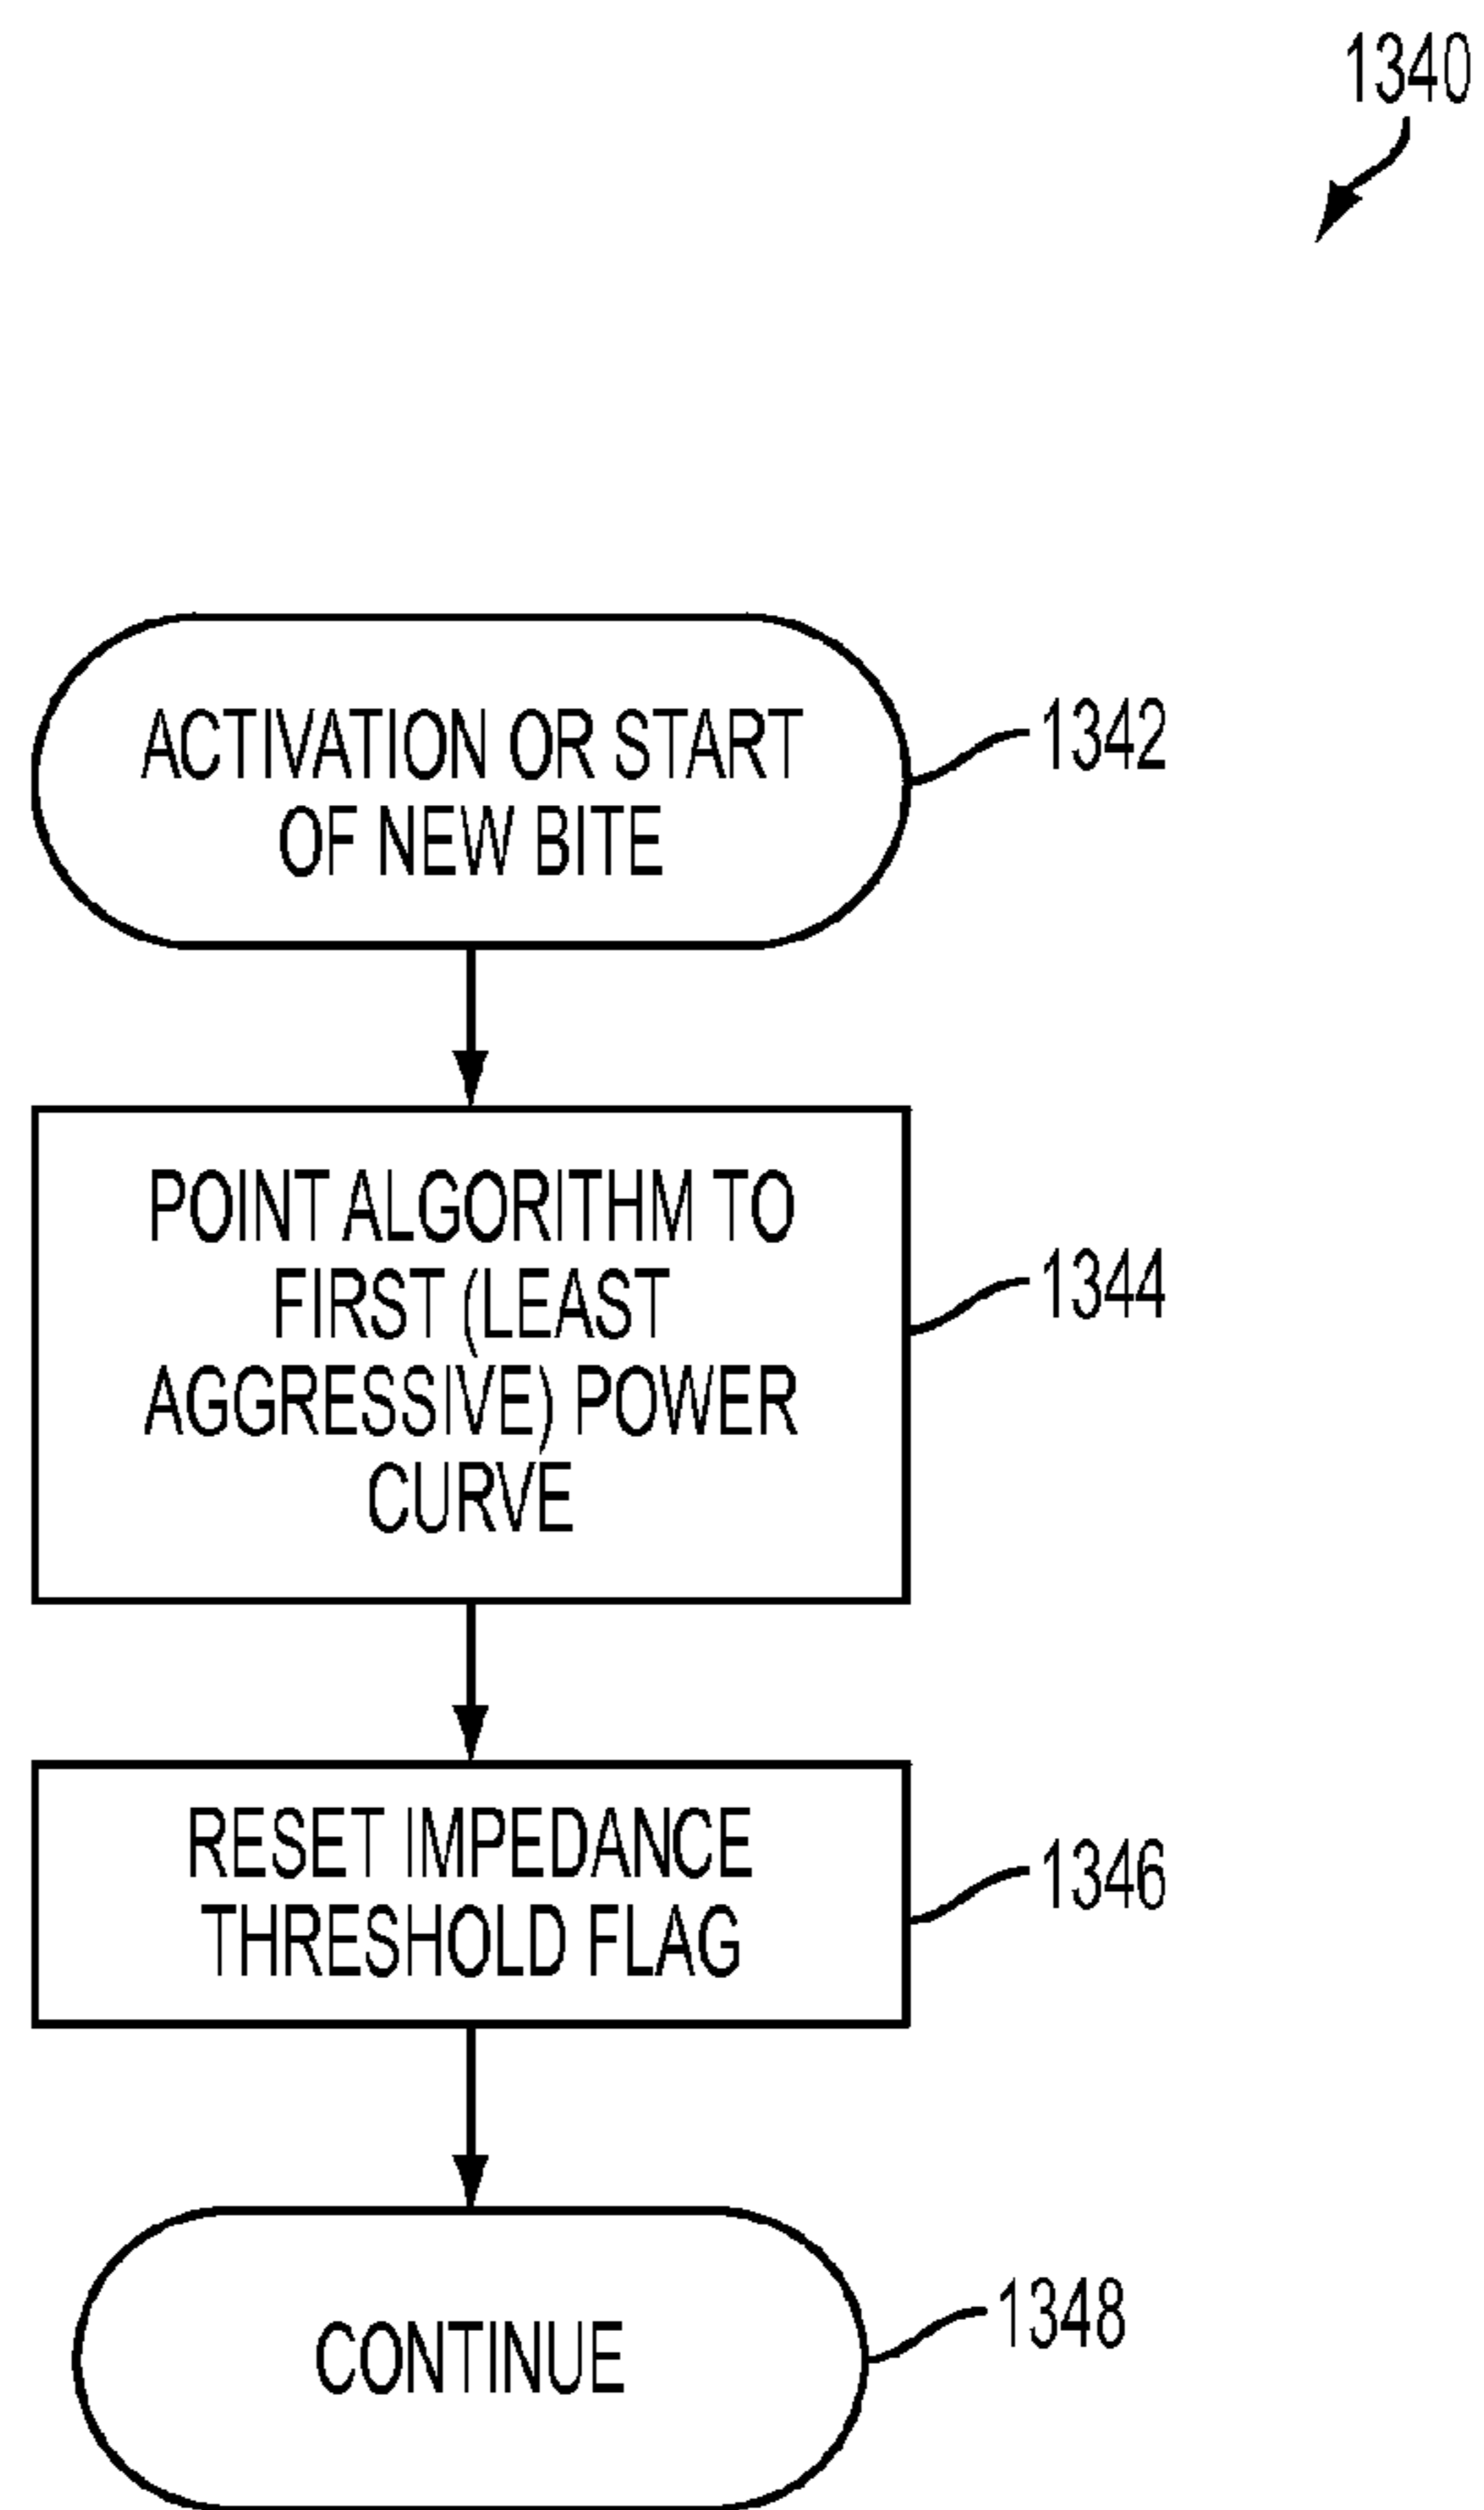 1340
ACTIVATION OR START
OF NEW BITE
1342
POINT ALGORITHM TO
FIRST (LEAST
AGGRESSIVE) POWER
CURVE
1344
RESET IMPEDANCE
THRESHOLD FLAG
1346
CONTINUE
1348